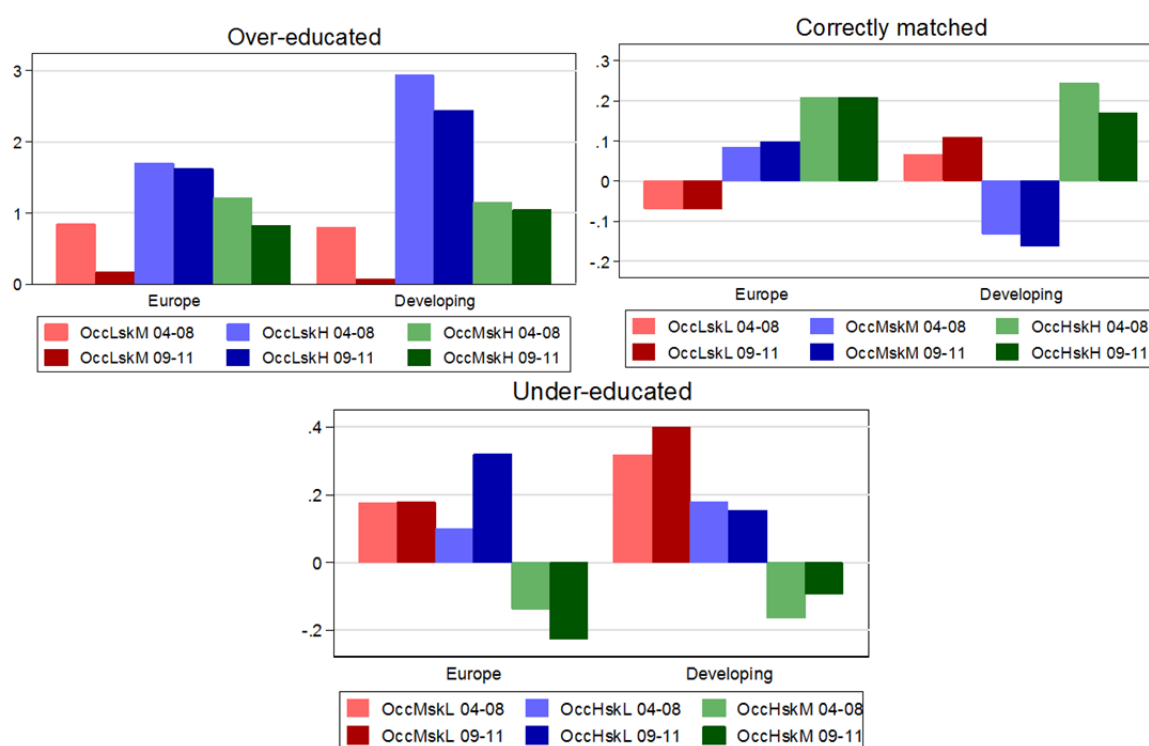 Over-educated
3
2
1
0
Europe Developing
OccLskM 04-08 OccLskH 04-08 OccMskH 04-08
OccLskM 09-11 OccLskH 09-11 OccMskH 09-11
Correctly matched
.3
.2
.1
0
-.1
-.2
Europe Developing
OccLskL 04-08 OccMskM 04-08 OccHskH 04-08
OccLskL 09-11 OccMskM 09-11 OccHskH 09-11
Under-educated
.4
.2
0
-.2
Europe Developing
OccMskL 04-08 OccHskL 04-08 OccHskM 04-08
OccMskL 09-11 OccHskL 09-11 OccHskM 09-11